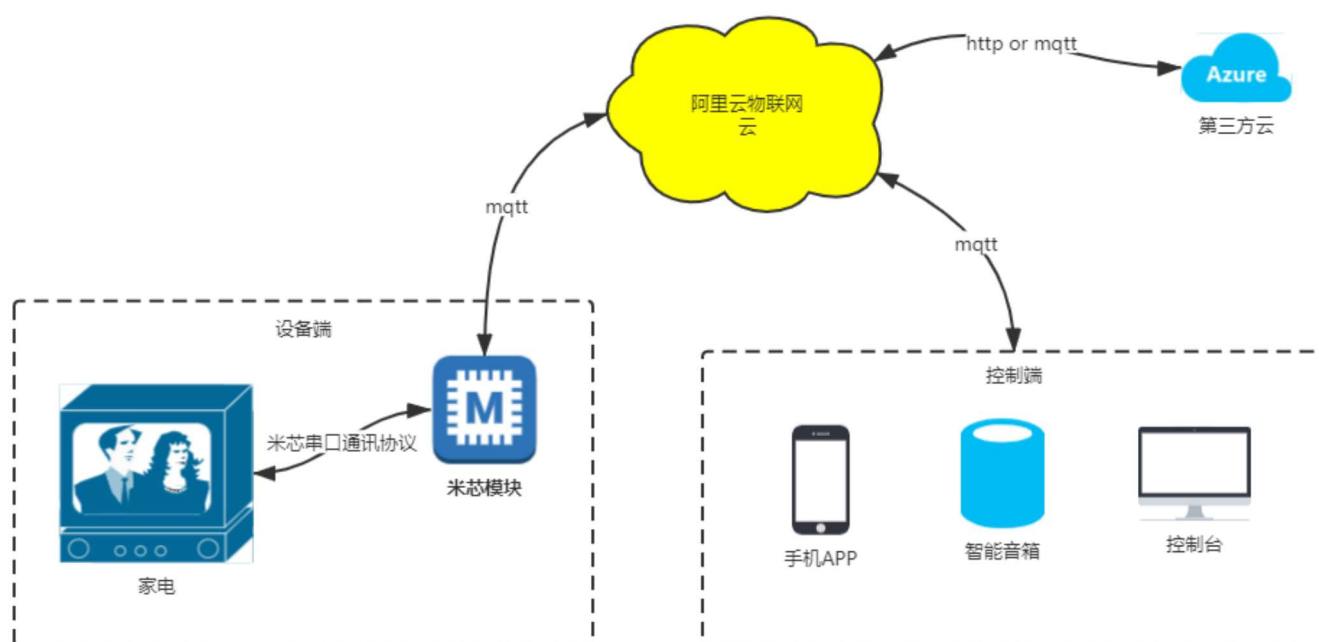 http or mqtt
Azure
阿里云物联网
云
第三方云
mqtt
mqtt
设备端
控制端
M
米芯串口通讯协议
米芯模块
手机APP
智能音箱
控制台
家电